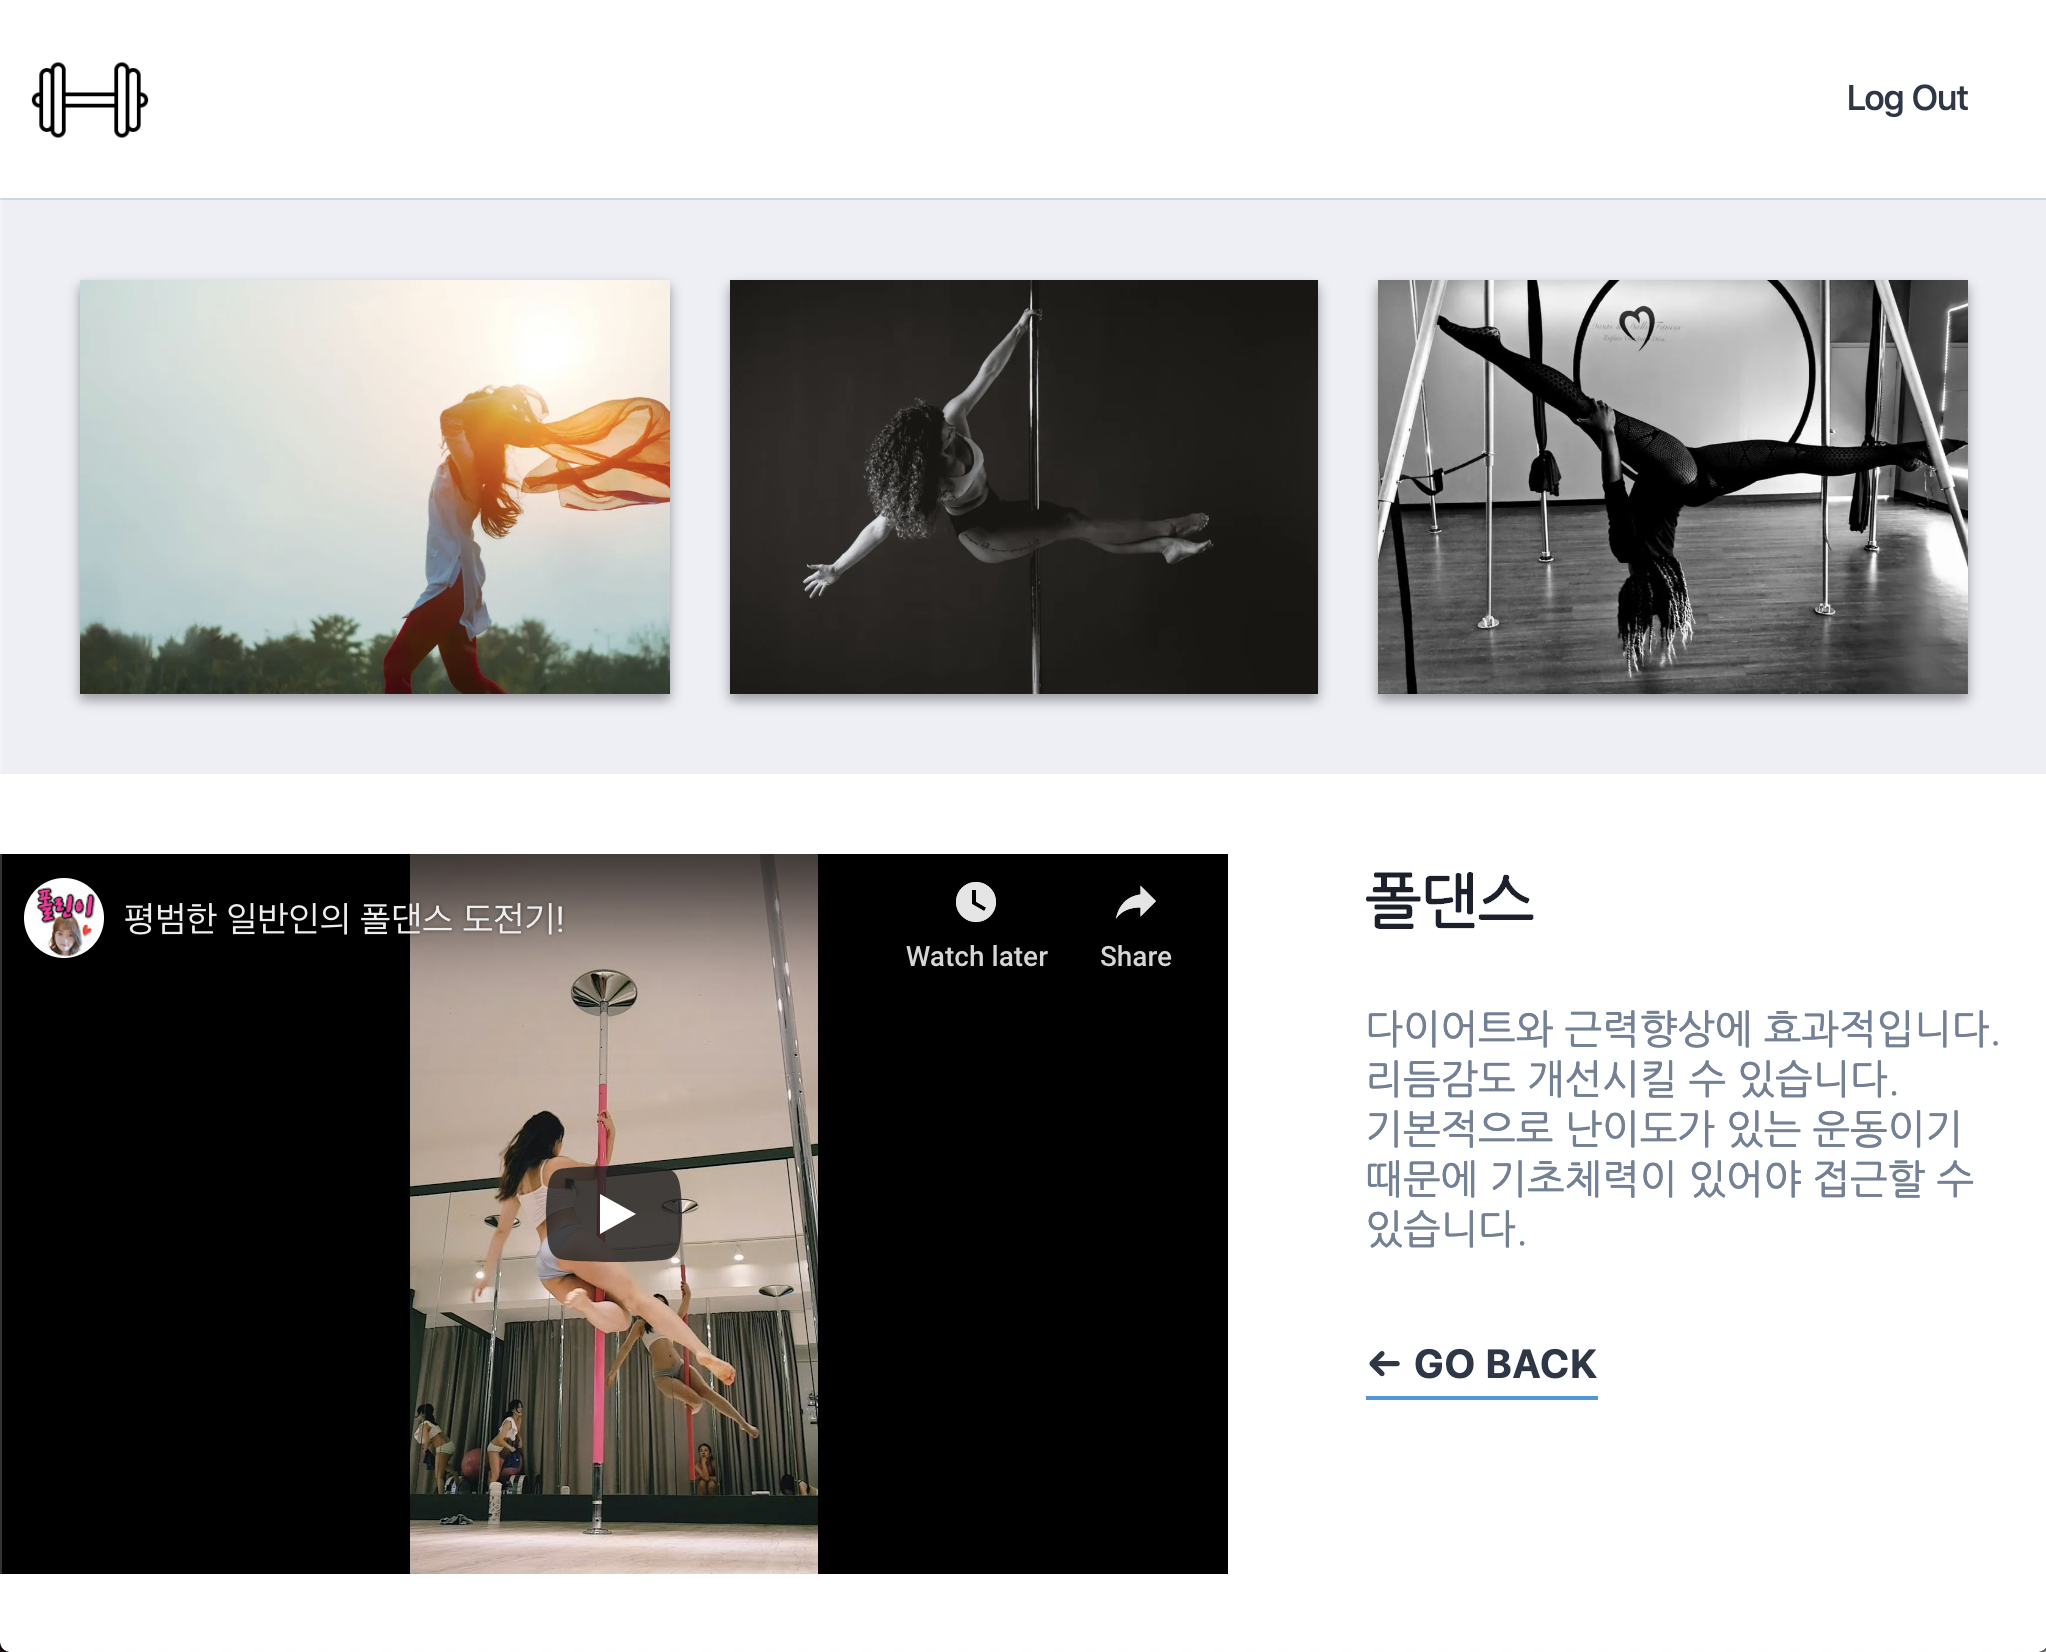 Log Out
폴린이
평범한 일반인의 폴댄스 도전기!
Watch later
Share
폴댄스
다이어트와 근력향상에 효과적입니다.
리듬감도 개선시킬 수 있습니다.
기본적으로 난이도가 있는 운동이기
때문에 기초체력이 있어야 접근할 수
있습니다.
← GO BACK